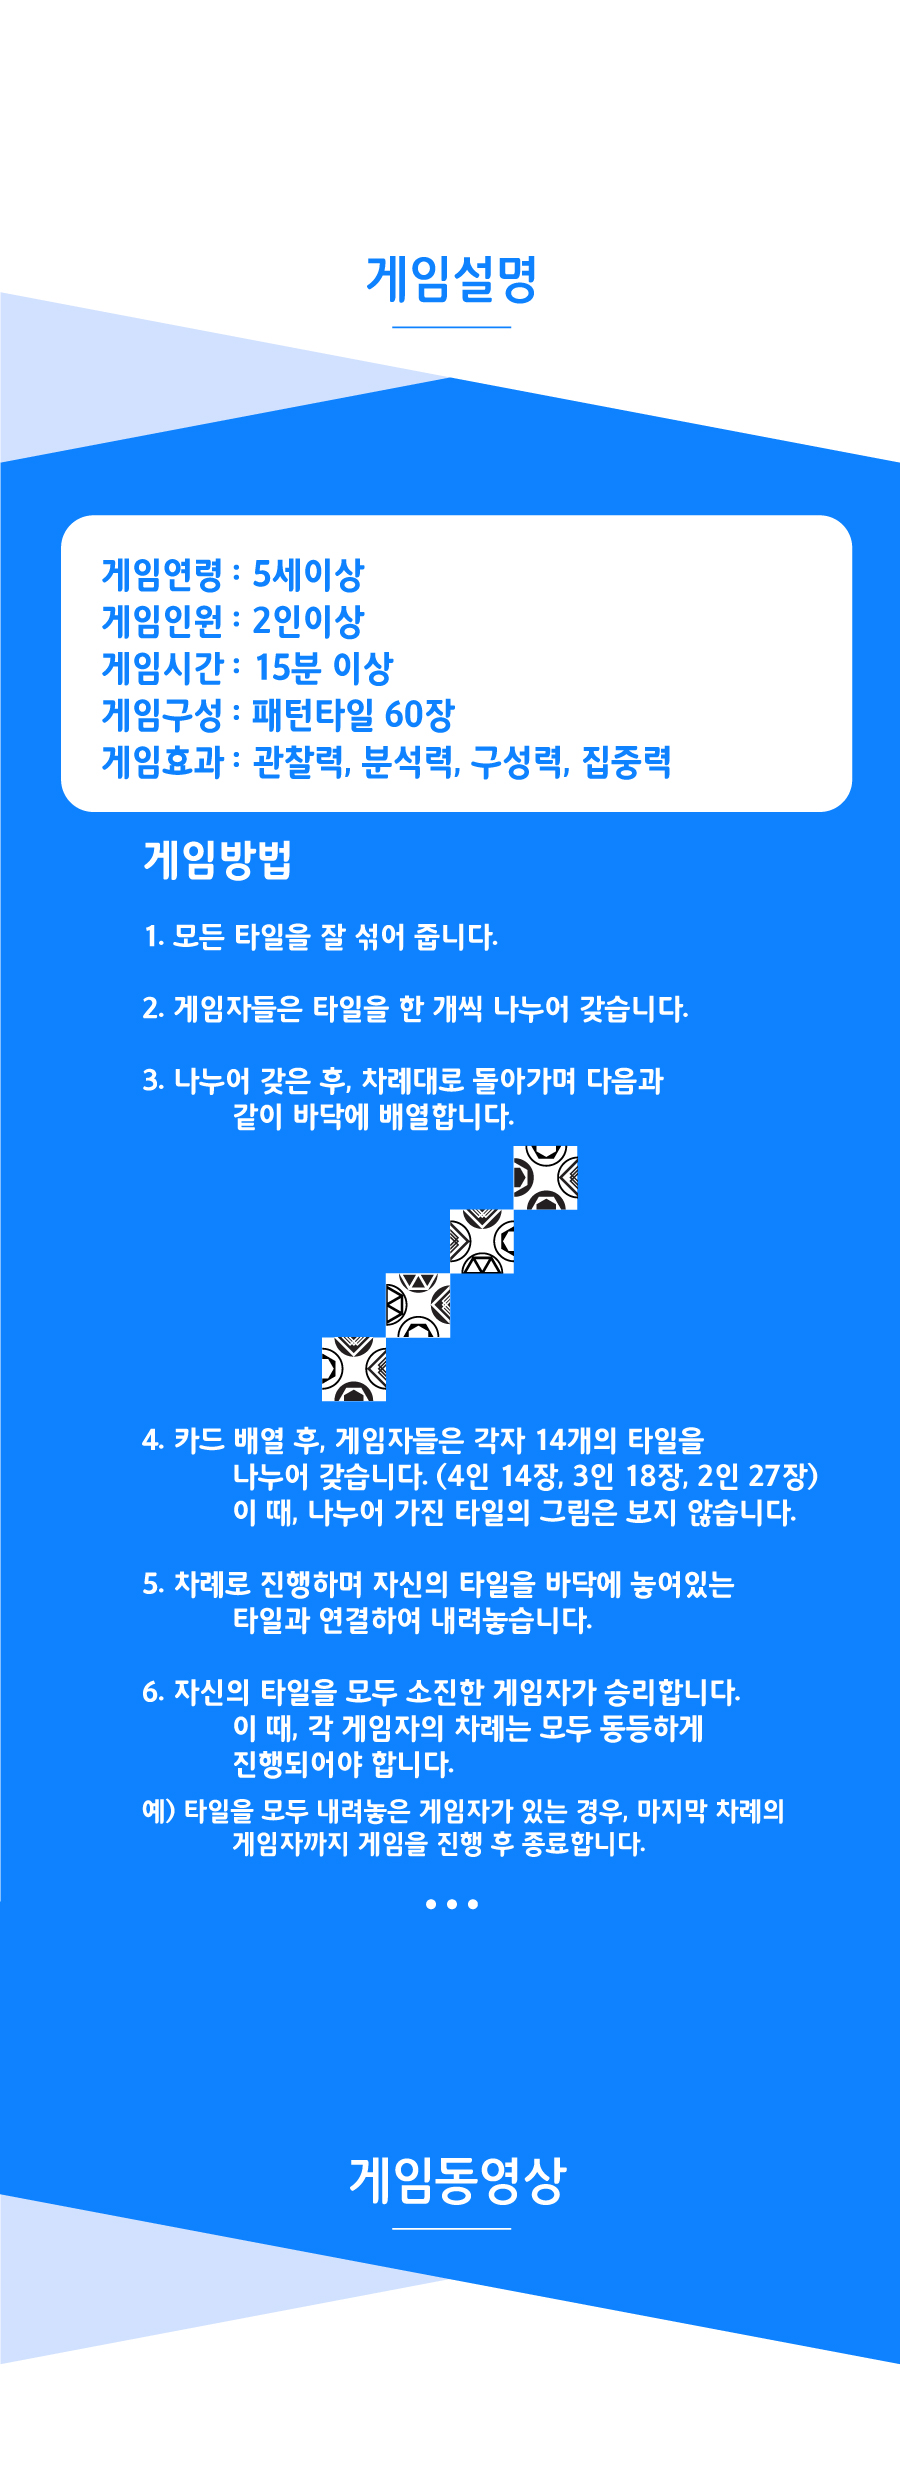 게임설명
게임연령 : 5세이상
게임인원 : 2인이상
게임시간 : 15분 이상
게임구성 : 패턴타일 60장
게임효과 : 관찰력, 분석력, 구성력, 집중력
게임방법
1. 모든 타일을 잘 섞어 줍니다.
2. 게임자들은 타일을 한 개씩 나누어 갖습니다.
3. 나누어 갖은 후, 차례대로 돌아가며 다음과
같이 바닥에 배열합니다.
4. 카드 배열 후, 게임자들은 각자 14개의 타일을
나누어 갖습니다. (4인 14장, 3인 18장, 2인 27장)
이 때, 나누어 가진 타일의 그림은 보지 않습니다.
5. 차례로 진행하며 자신의 타일을 바닥에 놓여있는
타일과 연결하여 내려놓습니다.
6. 자신의 타일을 모두 소진한 게임자가 승리합니다.
이 때, 각 게임자의 차례는 모두 동등하게
진행되어야 합니다.
예) 타일을 모두 내려놓은 게임자가 있는 경우, 마지막 차례의
게임자까지 게임을 진행 후 종료합니다.
게임동영상